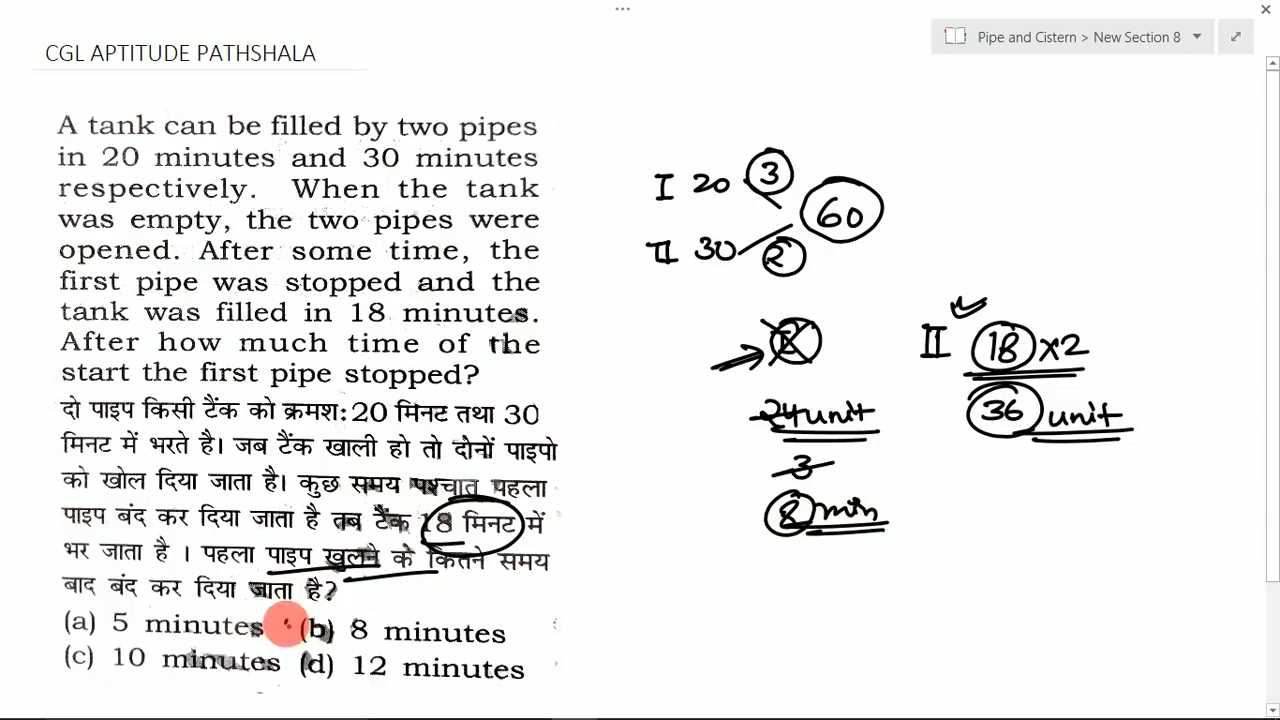 CGL APTITUDE PATHSHALA
Pipe and Cistern > New Section 8
A tank can be filled by two pipes
in 20 minutes and 30 minutes
respectively. When the tank
was empty, the two pipes were
opened. After some time, the
first pipe was stopped and the
tank was filled in 18 minutes.
After how much time of the
start the first pipe stopped?
दो पाइप किसी टैंक को क्रमश: 20 मिनट तथा 30
मिनट में भरते है। जब टैंक खाली हो तो दोनों पाइपो
को खोल दिया जाता है। कुछ समय पश्चात पहला
पाइप बंद कर दिया जाता है तब टैंक 18 मिनट में
भर जाता है । पहला पाइप खुलने के कितने समय
बाद बंद कर दिया जाता है?
(a) 5 minutes (b) 8 minutes
(c) 10 minutes (d) 12 minutes
I 20 3
60
II 30 2
I
II 18 x2
24 unit
36 unit
3
8 min